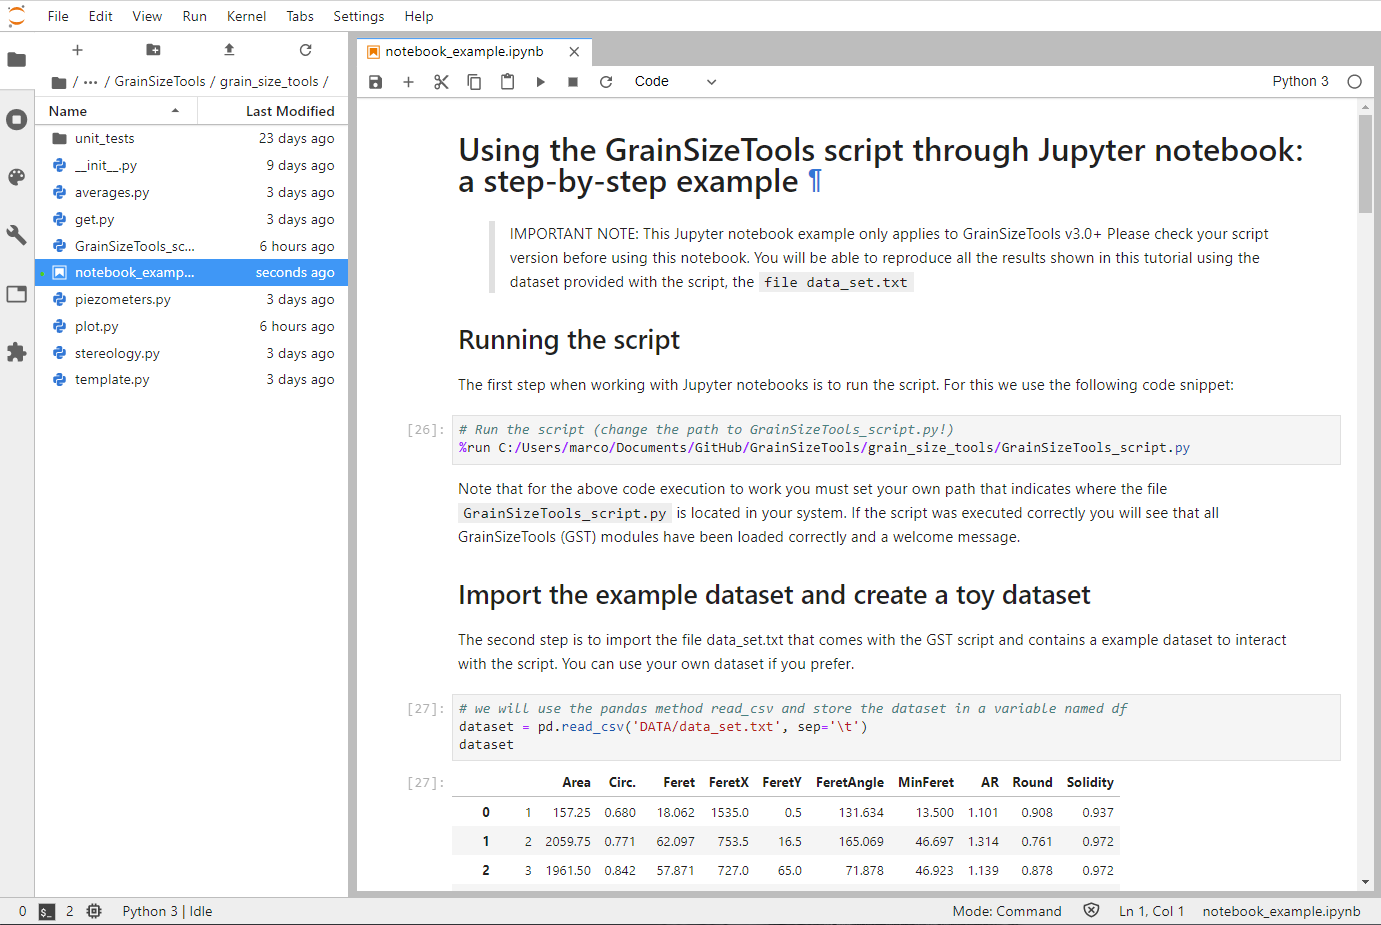 File Edit View Run Kernel Tabs Settings Help
notebook_example.ipynb
/ ··· / GrainSizeTools / grain_size_tools /
Code
Python 3
Name Last Modified
unit_tests 23 days ago
__init__.py 9 days ago
averages.py 3 days ago
get.py 3 days ago
GrainSizeTools_sc... 6 hours ago
notebook_examp... seconds ago
piezometers.py 3 days ago
plot.py 6 hours ago
stereology.py 3 days ago
template.py 3 days ago
Using the GrainSizeTools script through Jupyter notebook:
a step-by-step example ¶
IMPORTANT NOTE: This Jupyter notebook example only applies to GrainSizeTools v3.0+ Please check your script
version before using this notebook. You will be able to reproduce all the results shown in this tutorial using the
dataset provided with the script, the file data_set.txt
Running the script
The first step when working with Jupyter notebooks is to run the script. For this we use the following code snippet:
[26]: # Run the script (change the path to GrainSizeTools_script.py!)
%run C:/Users/marco/Documents/GitHub/GrainSizeTools/grain_size_tools/GrainSizeTools_script.py
Note that for the above code execution to work you must set your own path that indicates where the file
GrainSizeTools_script.py is located in your system. If the script was executed correctly you will see that all
GrainSizeTools (GST) modules have been loaded correctly and a welcome message.
Import the example dataset and create a toy dataset
The second step is to import the file data_set.txt that comes with the GST script and contains a example dataset to interact
with the script. You can use your own dataset if you prefer.
[27]: # we will use the pandas method read_csv and store the dataset in a variable named df
dataset = pd.read_csv('DATA/data_set.txt', sep='\t')
dataset
[27]: Area Circ. Feret FeretX FeretY FeretAngle MinFeret AR Round Solidity
0 1 157.25 0.680 18.062 1535.0 0.5 131.634 13.500 1.101 0.908 0.937
1 2 2059.75 0.771 62.097 753.5 16.5 165.069 46.697 1.314 0.761 0.972
2 3 1961.50 0.842 57.871 727.0 65.0 71.878 46.923 1.139 0.878 0.972
0 $_ 2 Python 3 | Idle Mode: Command Ln 1, Col 1 notebook_example.ipynb